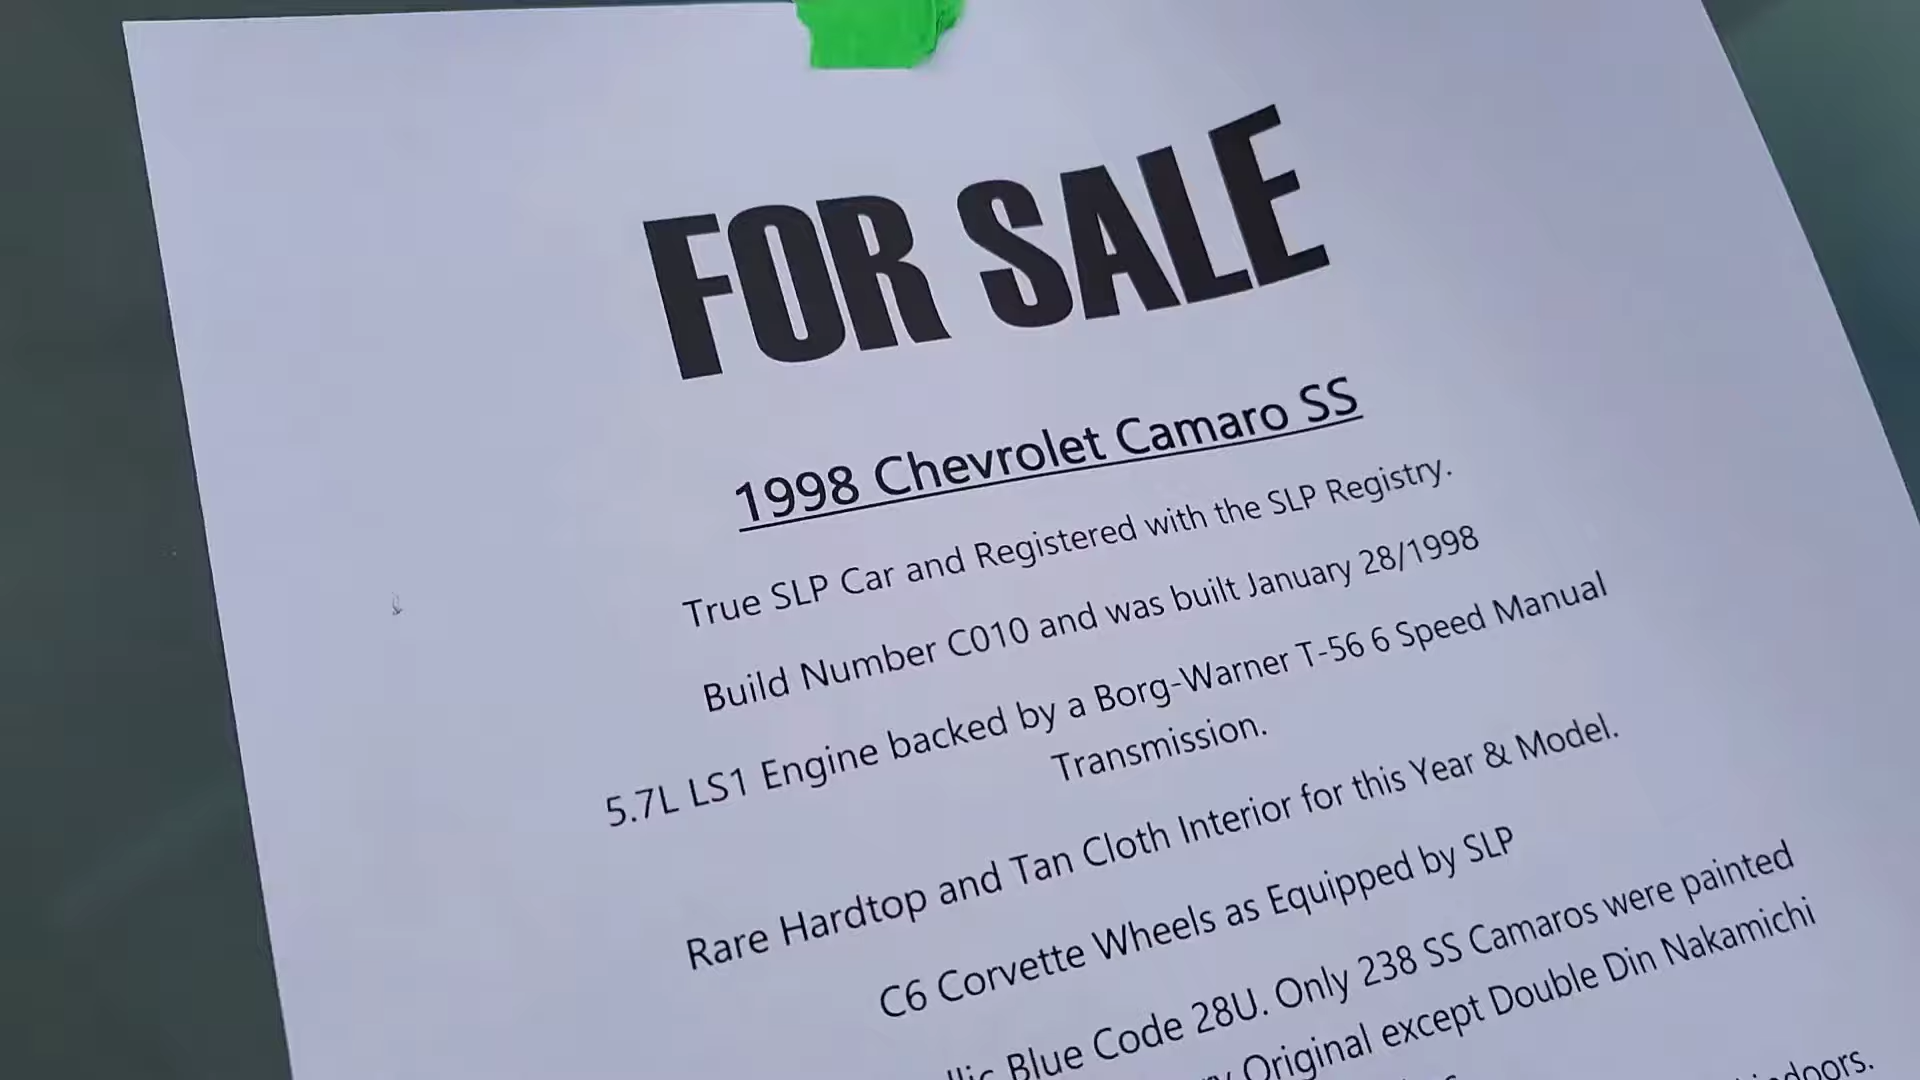 FOR SALE
1998 Chevrolet Camaro SS
True SLP Car and Registered with the SLP Registry.
Build Number C010 and was built January 28/1998
5.7L LS1 Engine backed by a Borg-Warner T-56 6 Speed Manual
Transmission.
Rare Hardtop and Tan Cloth Interior for this Year & Model.
C6 Corvette Wheels as Equipped by SLP
Blue Code 28U. Only 238 SS Camaros were painted
Original except Double Din Nakamichi